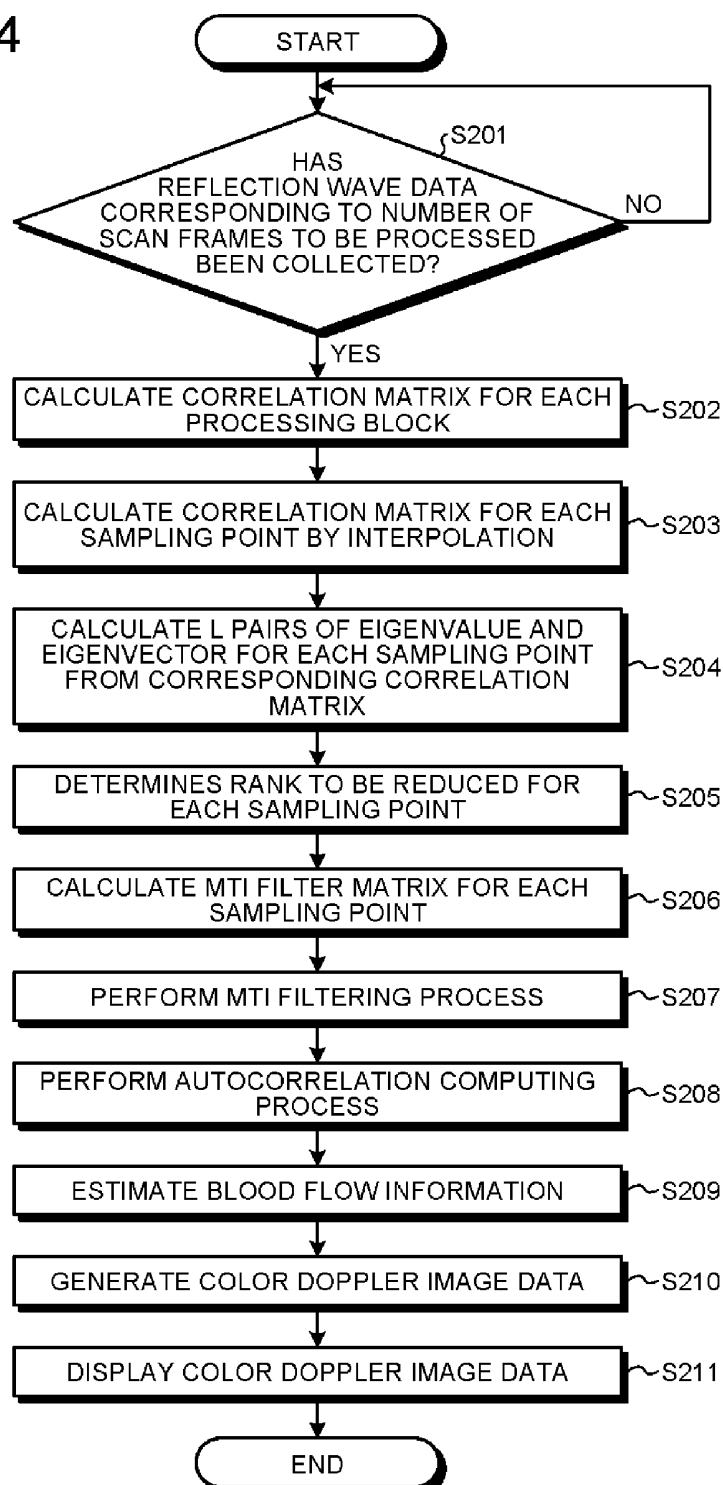 4
START
S201
HAS
REFLECTION WAVE DATA
CORRESPONDING TO NUMBER OF
SCAN FRAMES TO BE PROCESSED
BEEN COLLECTED?
NO
YES
CALCULATE CORRELATION MATRIX FOR EACH
PROCESSING BLOCK
S202
CALCULATE CORRELATION MATRIX FOR EACH
SAMPLING POINT BY INTERPOLATION
S203
CALCULATE L PAIRS OF EIGENVALUE AND
EIGENVECTOR FOR EACH SAMPLING POINT
FROM CORRESPONDING CORRELATION
MATRIX
S204
DETERMINES RANK TO BE REDUCED FOR
EACH SAMPLING POINT
S205
CALCULATE MTI FILTER MATRIX FOR EACH
SAMPLING POINT
S206
PERFORM MTI FILTERING PROCESS
S207
PERFORM AUTOCORRELATION COMPUTING
PROCESS
S208
ESTIMATE BLOOD FLOW INFORMATION
S209
GENERATE COLOR DOPPLER IMAGE DATA
S210
DISPLAY COLOR DOPPLER IMAGE DATA
S211
END